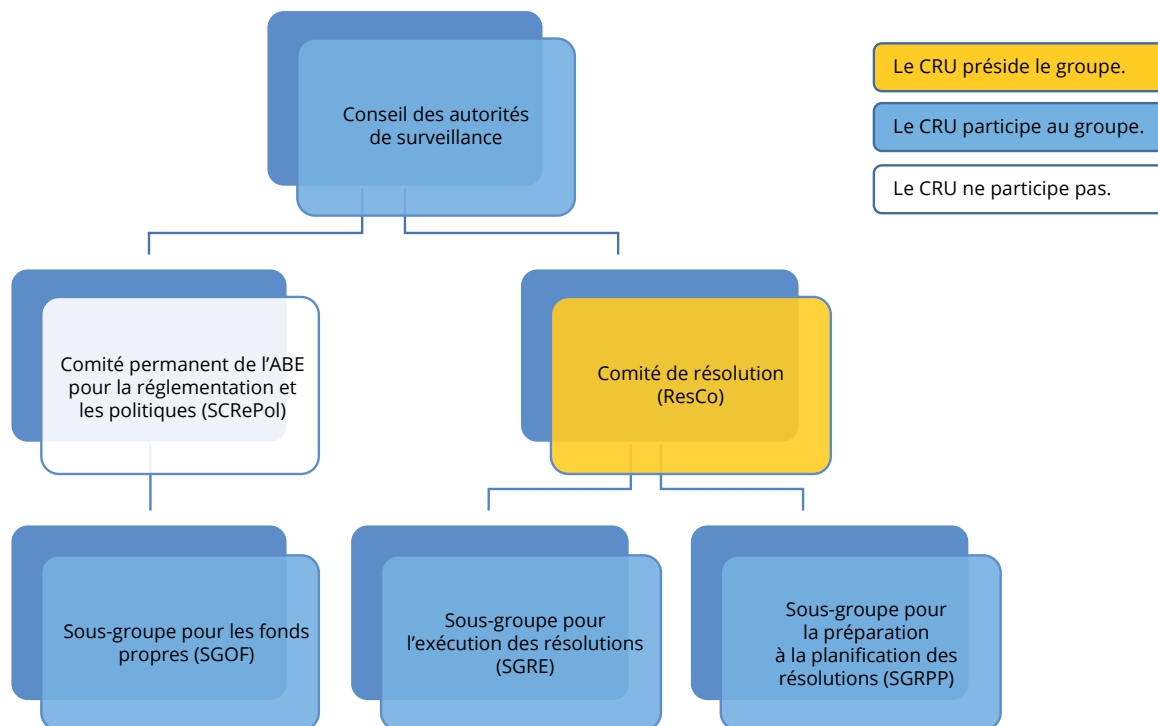 Conseil des autorités
de surveillance
Le CRU préside le groupe.
Le CRU participe au groupe.
Le CRU ne participe pas.
Comité permanent de l’ABE
pour la réglementation et
les politiques (SCRePol)
Comité de résolution
(ResCo)
Sous-groupe pour les fonds
propres (SGOF)
Sous-groupe pour
l’exécution des résolutions
(SGRE)
Sous-groupe pour
la préparation
à la planification des
résolutions (SGRPP)